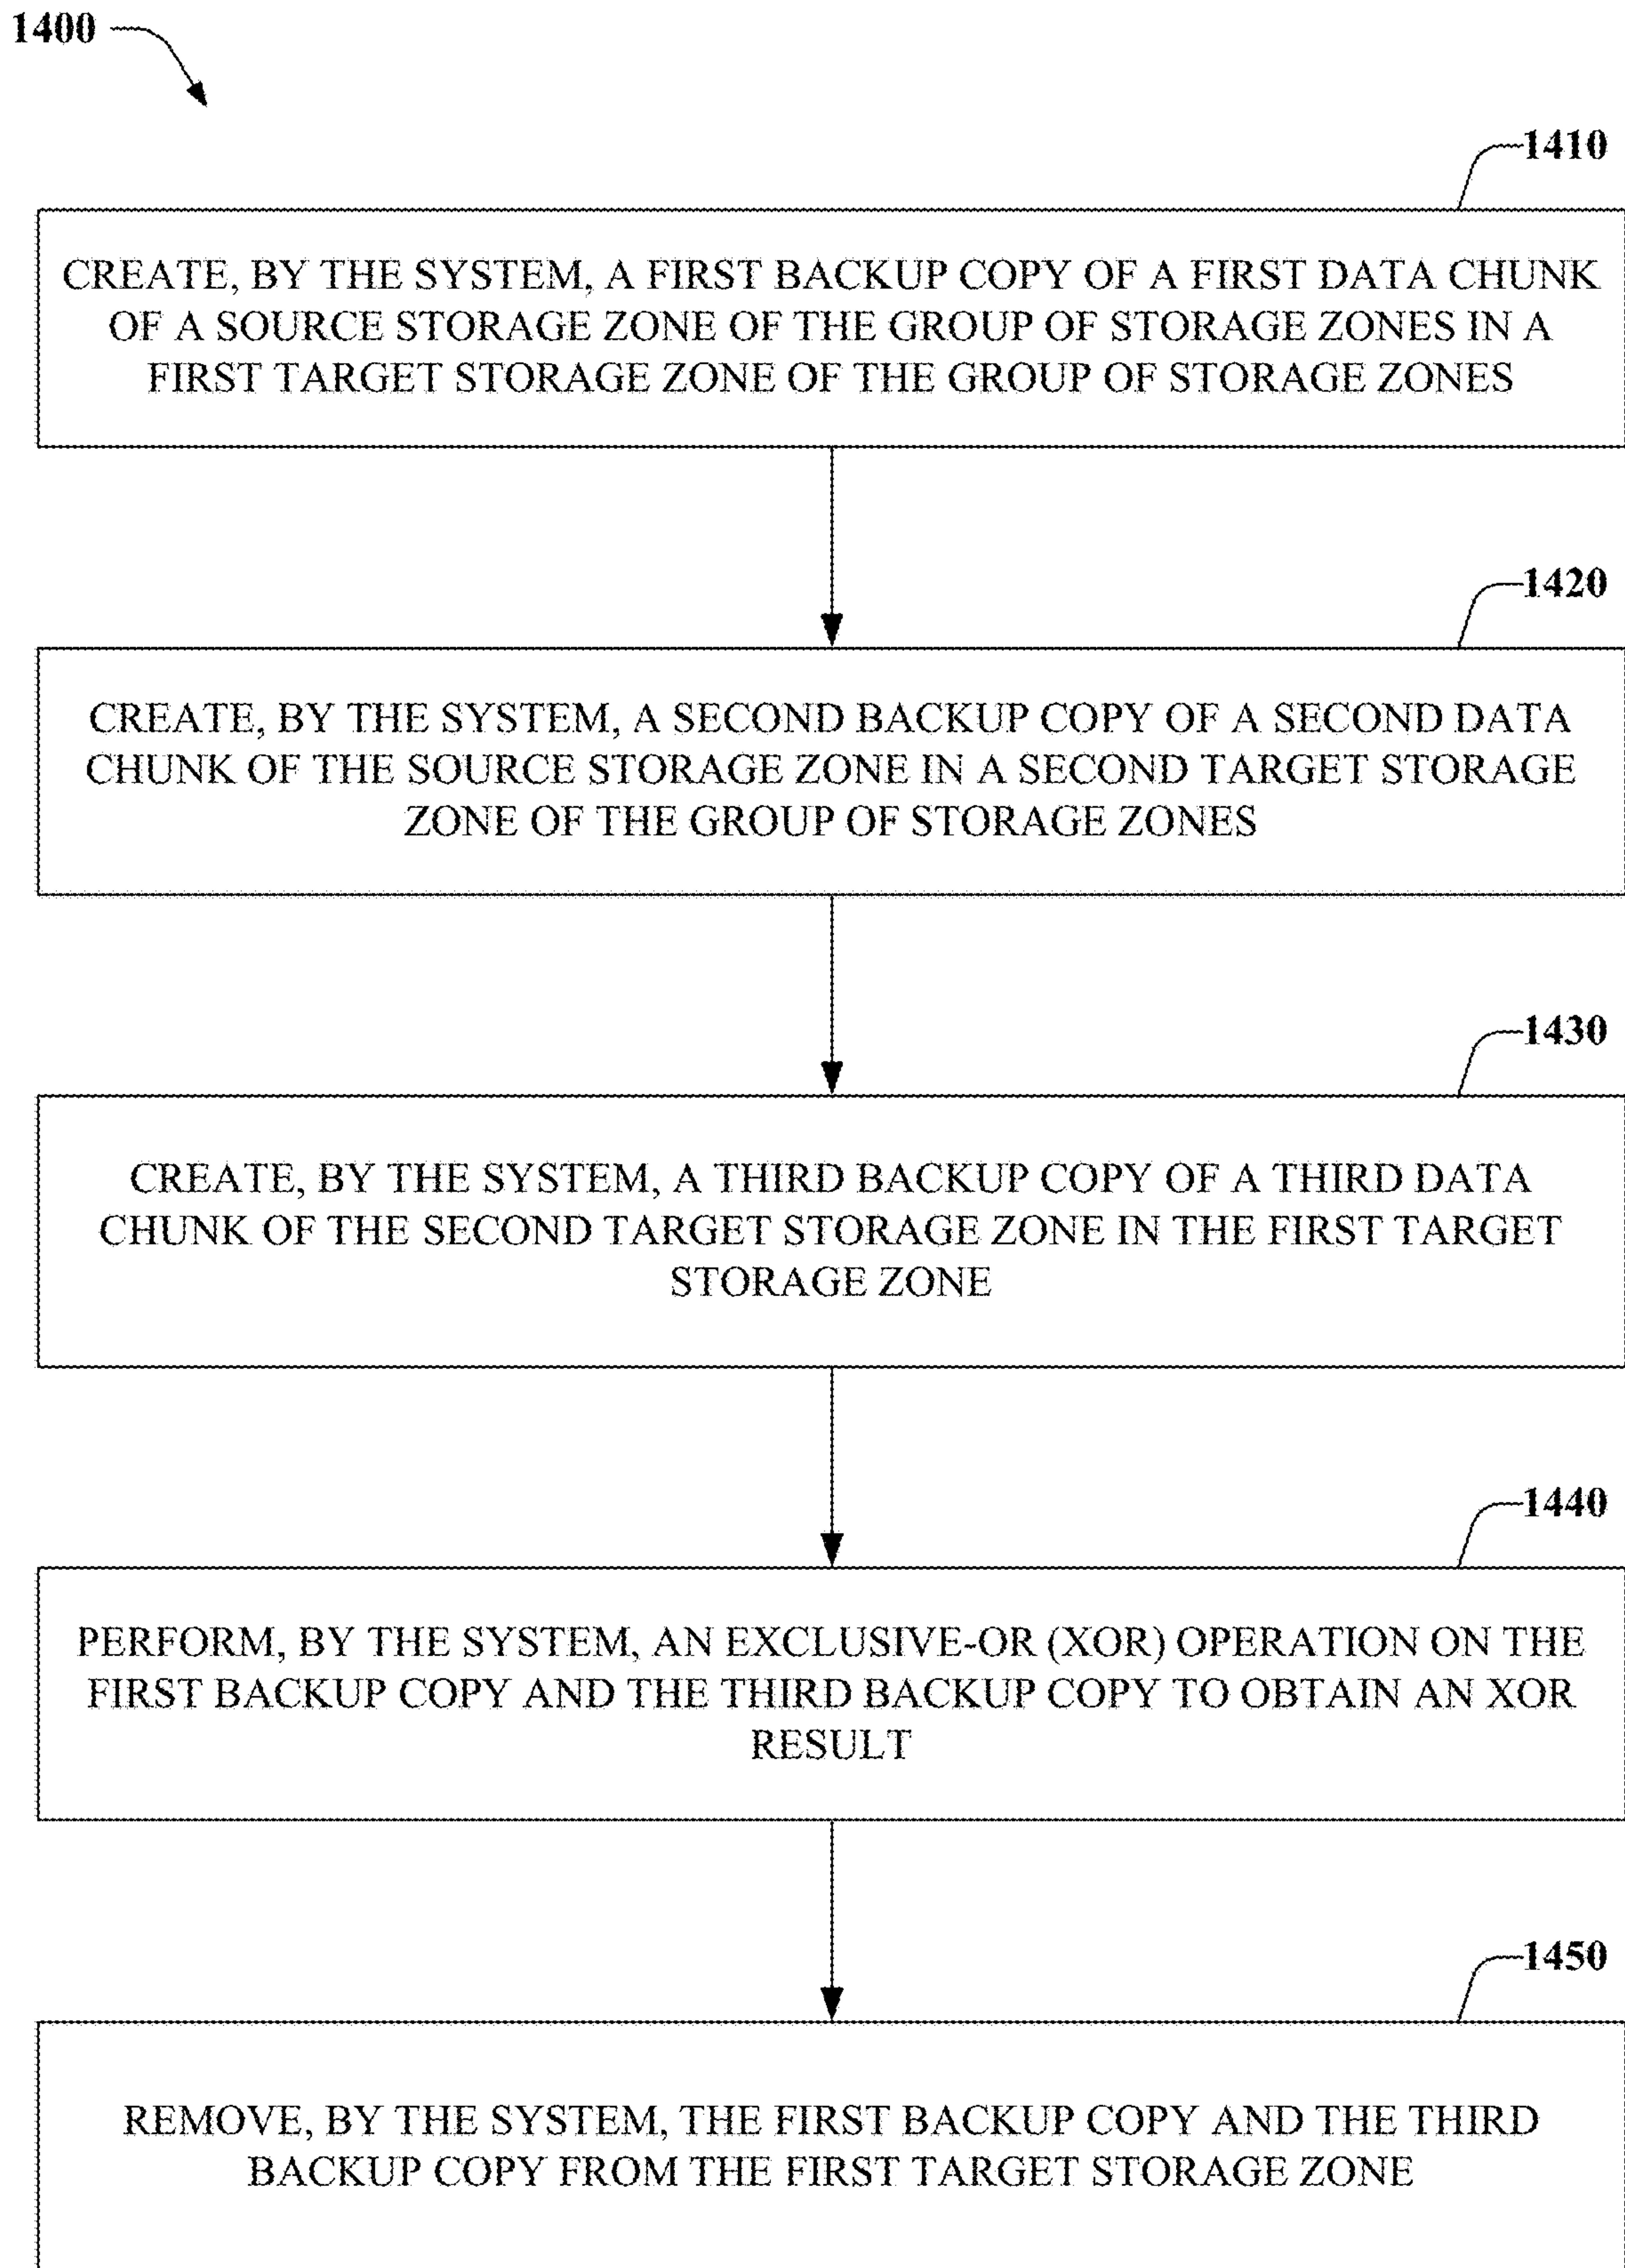 1400
1410
CREATE, BY THE SYSTEM, A FIRST BACKUP COPY OF A FIRST DATA CHUNK
OF A SOURCE STORAGE ZONE OF THE GROUP OF STORAGE ZONES IN A
FIRST TARGET STORAGE ZONE OF THE GROUP OF STORAGE ZONES
1420
CREATE, BY THE SYSTEM, A SECOND BACKUP COPY OF A SECOND DATA
CHUNK OF THE SOURCE STORAGE ZONE IN A SECOND TARGET STORAGE
ZONE OF THE GROUP OF STORAGE ZONES
1430
CREATE, BY THE SYSTEM, A THIRD BACKUP COPY OF A THIRD DATA
CHUNK OF THE SECOND TARGET STORAGE ZONE IN THE FIRST TARGET
STORAGE ZONE
1440
PERFORM, BY THE SYSTEM, AN EXCLUSIVE-OR (XOR) OPERATION ON THE
FIRST BACKUP COPY AND THE THIRD BACKUP COPY TO OBTAIN AN XOR
RESULT
1450
REMOVE, BY THE SYSTEM, THE FIRST BACKUP COPY AND THE THIRD
BACKUP COPY FROM THE FIRST TARGET STORAGE ZONE